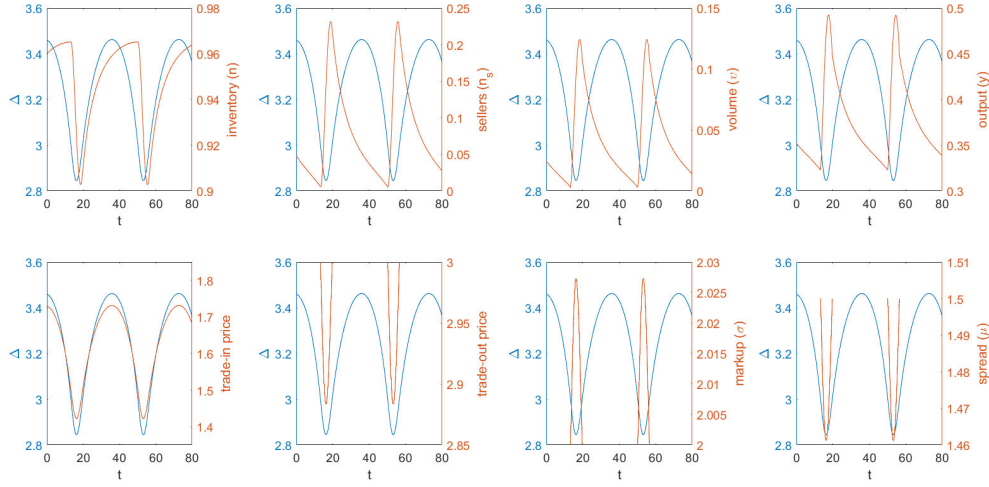 3.6 0.98 3.6 0.25 3.6 0.15 3.6 0.5
3.4 0.96 3.4 0.2 3.4 3.4 0.45
Δ 3.2 0.94 inventory (n) Δ 3.2 0.15 sellers (n_s) Δ 3.2 0.1 volume (υ) Δ 3.2 0.4 output (y)
3 0.92 3 0.1 3 0.05 3 0.35
2.8 0.9 2.8 0.05 2.8 0 2.8 0.3
0
0 20 40 60 80 0 20 40 60 80 0 20 40 60 80 0 20 40 60 80
t t t t
3.6 1.8 3.6 3 3.6 2.03 3.6 1.51
3.4 1.7 3.4 2.95 3.4 2.025 3.4 1.5
Δ 3.2 1.6 trade-in price Δ 3.2 2.9 trade-out price Δ 3.2 2.02 markup (σ) Δ 3.2 1.49 spread (μ)
3 1.5 3 2.85 3 2.015 3 1.48
2.8 1.4 2.8 2.8 2.01 2.8 1.47
2.005 1.46
2
0 20 40 60 80 0 20 40 60 80 0 20 40 60 80 0 20 40 60 80
t t t t